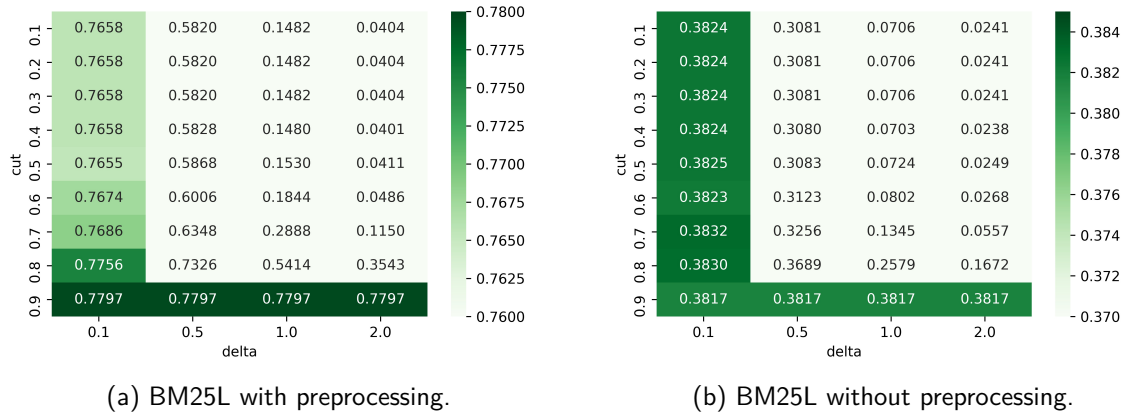 0.1 0.7658 0.5820 0.1482 0.0404
0.2 0.7658 0.5820 0.1482 0.0404
0.3 0.7658 0.5820 0.1482 0.0404
0.4 0.7658 0.5828 0.1480 0.0401
0.5 0.7655 0.5868 0.1530 0.0411
0.6 0.7674 0.6006 0.1844 0.0486
0.7 0.7686 0.6348 0.2888 0.1150
0.8 0.7756 0.7326 0.5414 0.3543
0.9 0.7797 0.7797 0.7797 0.7797
cut
0.1 0.5 1.0 2.0
delta
0.7800
0.7775
0.7750
0.7725
0.7700
0.7675
0.7650
0.7625
0.7600
(a) BM25L with preprocessing.
0.1 0.3824 0.3081 0.0706 0.0241
0.2 0.3824 0.3081 0.0706 0.0241
0.3 0.3824 0.3081 0.0706 0.0241
0.4 0.3824 0.3080 0.0703 0.0238
0.5 0.3825 0.3083 0.0724 0.0249
0.6 0.3823 0.3123 0.0802 0.0268
0.7 0.3832 0.3256 0.1345 0.0557
0.8 0.3830 0.3689 0.2579 0.1672
0.9 0.3817 0.3817 0.3817 0.3817
cut
0.1 0.5 1.0 2.0
delta
0.384
0.382
0.380
0.378
0.376
0.374
0.372
0.370
(b) BM25L without preprocessing.